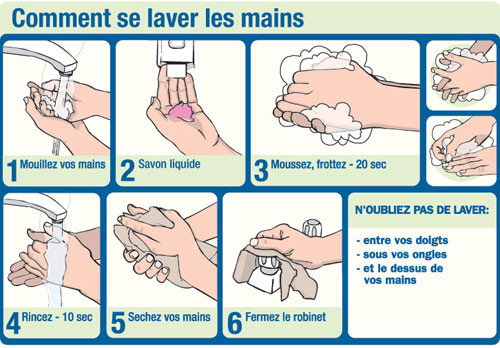 Comment se laver les mains
1 Mouillez vos mains
2 Savon liquide
3 Moussez, frottez - 20 sec
4 Rincez - 10 sec
5 Sechez vos mains
6 Fermez le robinet
N'OUBLIEZ PAS DE LAVER:
- entre vos doigts
- sous vos ongles
- et le dessus de
vos mains